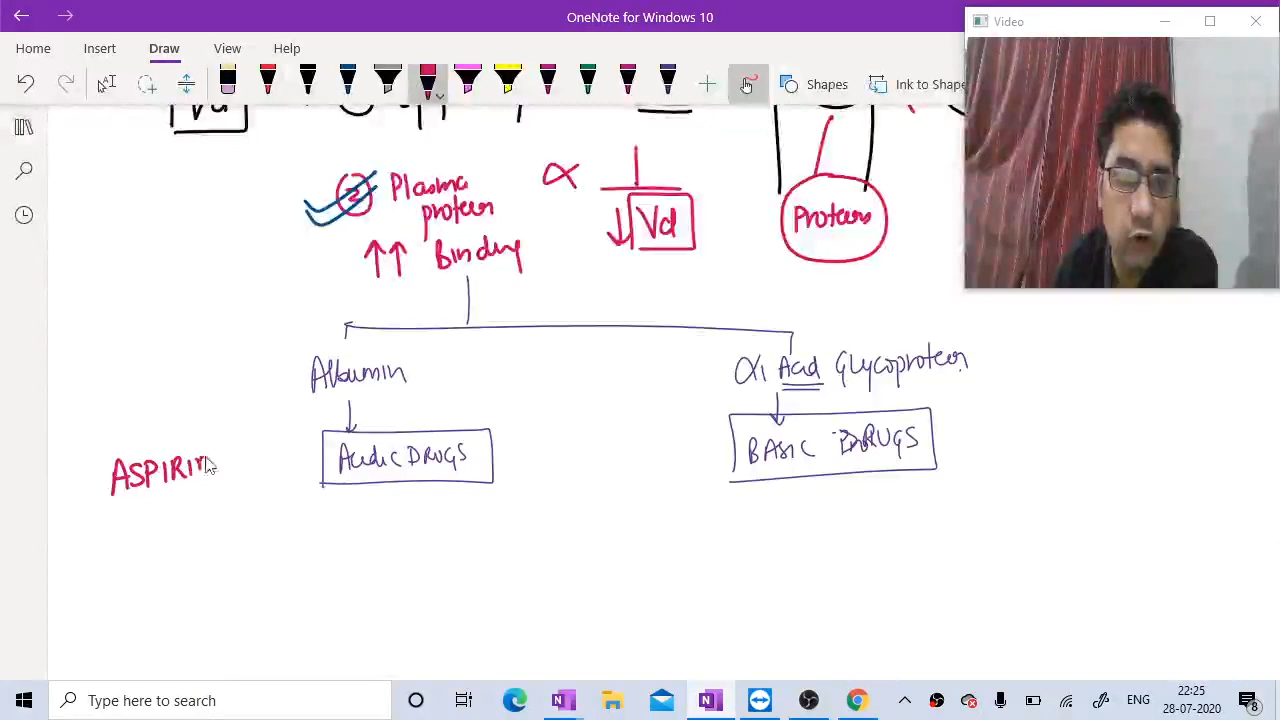 OneNote for Windows 10
Video
Home Insert Draw View Help
Shapes Ink to Shape
Vd
② Plasma protein
↑↑ Binding
∝ 1
↓ Vd
Proteins
Albumin
α1 Acid Glycoprotein
Acidic DRUGS
BASIC DRUGS
ASPIRIN
Type here to search
ENG
22:25
28-07-2020
8